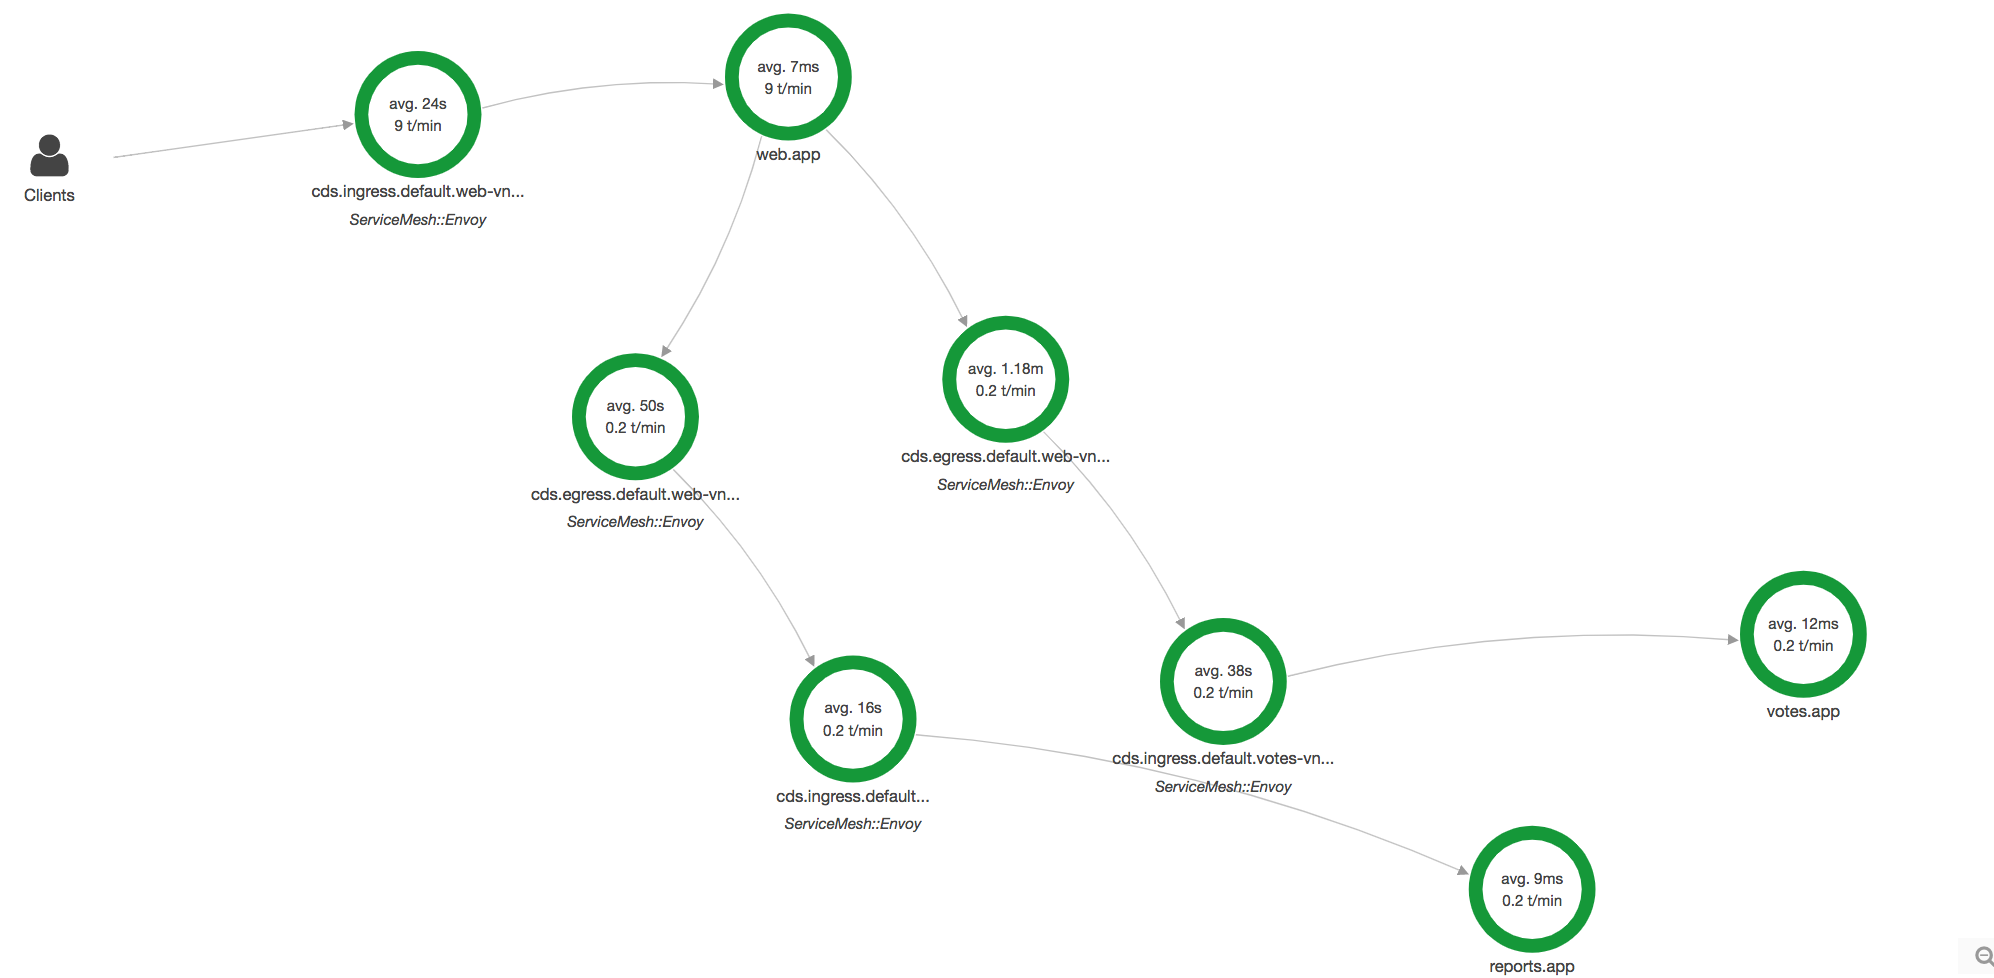 Clients
avg. 24s
9 t/min
cds.ingress.default.web-vn...
ServiceMesh::Envoy
avg. 7ms
9 t/min
web.app
avg. 50s
0.2 t/min
cds.egress.default.web-vn...
ServiceMesh::Envoy
avg. 1.18m
0.2 t/min
cds.egress.default.web-vn...
ServiceMesh::Envoy
avg. 16s
0.2 t/min
cds.ingress.default...
ServiceMesh::Envoy
avg. 38s
0.2 t/min
cds.ingress.default.votes-vn...
ServiceMesh::Envoy
avg. 12ms
0.2 t/min
votes.app
avg. 9ms
0.2 t/min
reports.app